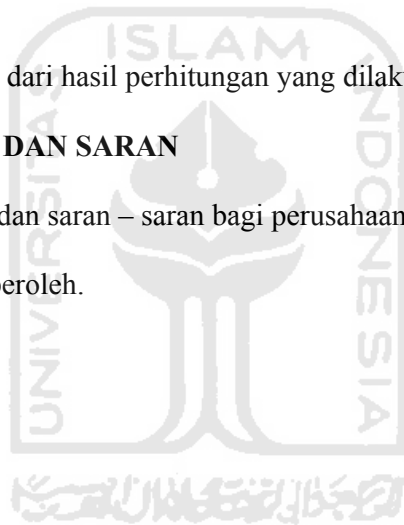 ISLAM
dari hasil perhitungan yang dilak
DAN SARAN
dan saran – saran bagi perusahaan
peroleh.
UNIVERSITAS
INDONESIA